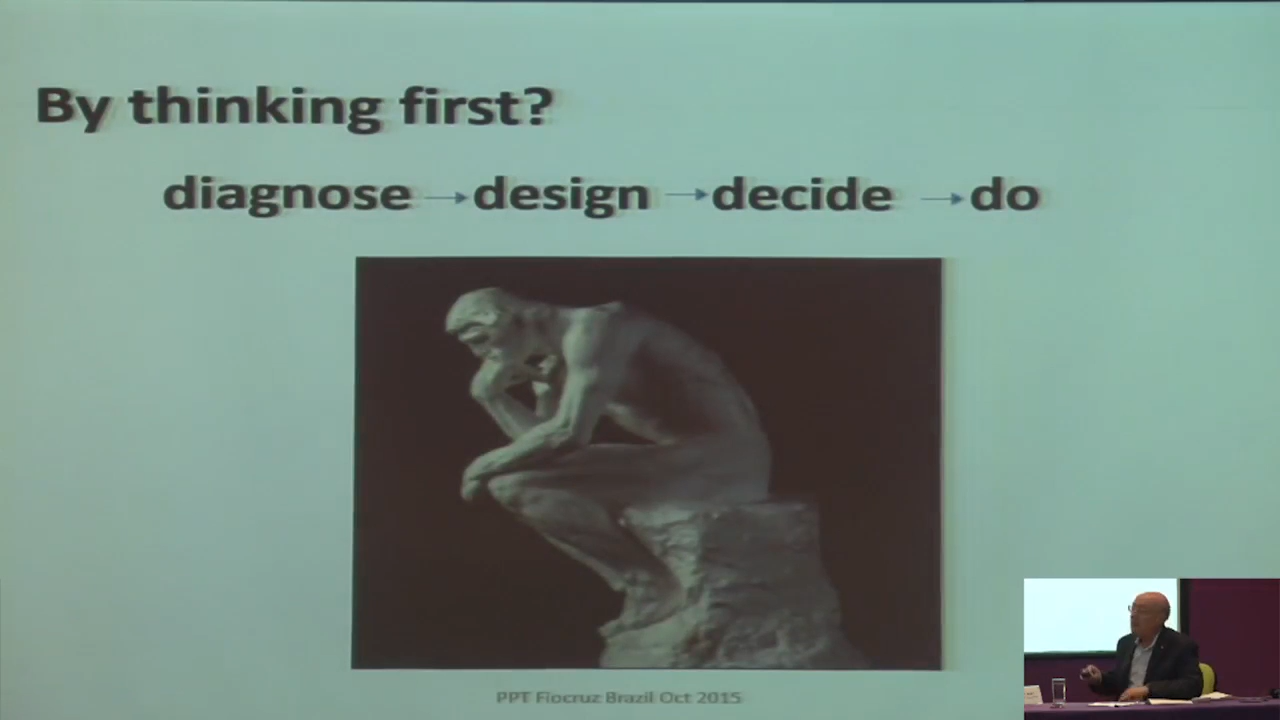 By thinking first?
diagnose → design → decide → do
PPT Fiocruz Brazil Oct 2015